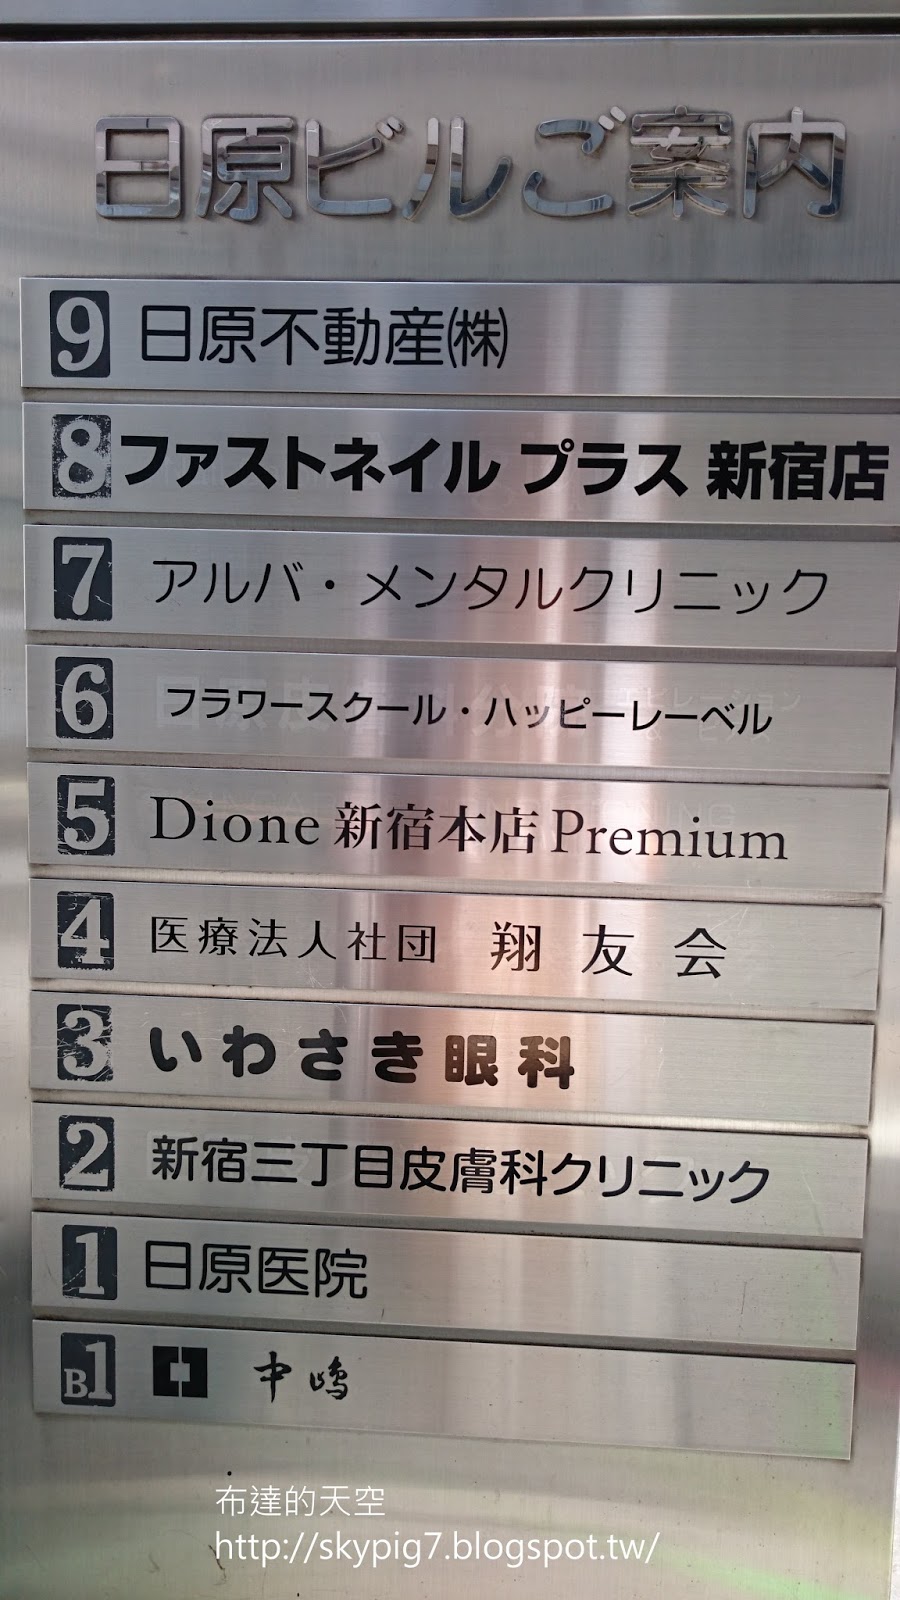 日原ビルご案内
9 日原不動産㈱
8 ファストネイル プラス 新宿店
7 アルバ・メンタルクリニック
6 フラワースクール・ハッピーレーベル
5 Dione 新宿本店 Premium
4 医療法人社団 翔友会
3 いわさき眼科
2 新宿三丁目皮膚科クリニック
1 日原医院
B1 中嶋
布達的天空
http://skypig7.blogspot.tw/